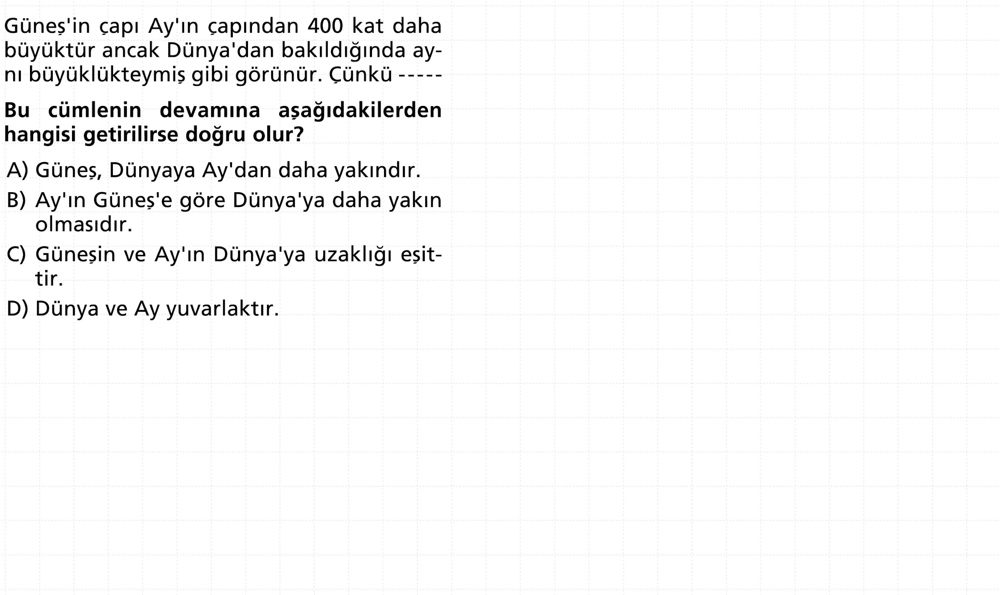 Güneş'in çapı Ay'ın çapından 400 kat daha
büyüktür ancak Dünya'dan bakıldığında ay-
nı büyüklükteymiş gibi görünür. Çünkü -----
Bu cümlenin devamına aşağıdakilerden
hangisi getirilirse doğru olur?
A) Güneş, Dünyaya Ay'dan daha yakındır.
B) Ay'ın Güneş'e göre Dünya'ya daha yakın
olmasıdır.
C) Güneşin ve Ay'ın Dünya'ya uzaklığı eşit-
tir.
D) Dünya ve Ay yuvarlaktır.